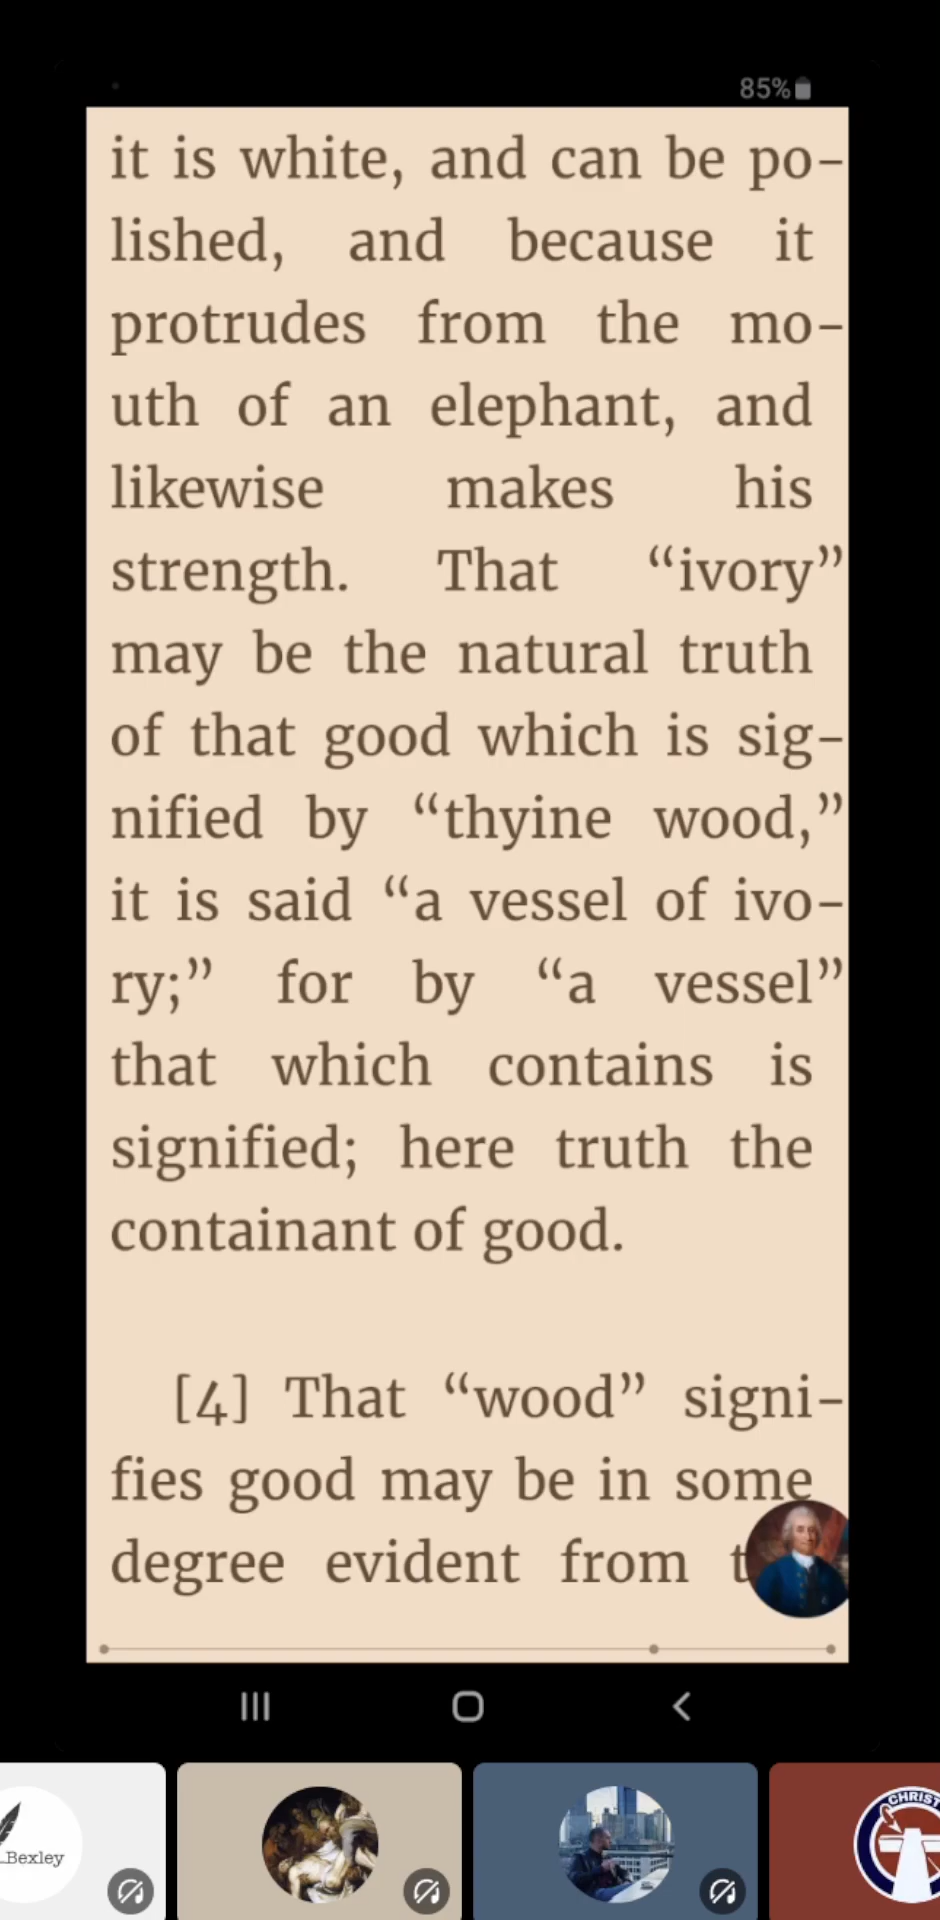 85%
it is white, and can be po-
lished, and because it
protrudes from the mo-
uth of an elephant, and
likewise makes his
strength. That “ivory”
may be the natural truth
of that good which is sig-
nified by “thyine wood,”
it is said “a vessel of ivo-
ry;” for by “a vessel”
that which contains is
signified; here truth the
containant of good.
[4] That “wood” signi-
fies good may be in some
degree evident from
Bexley
CHRIST